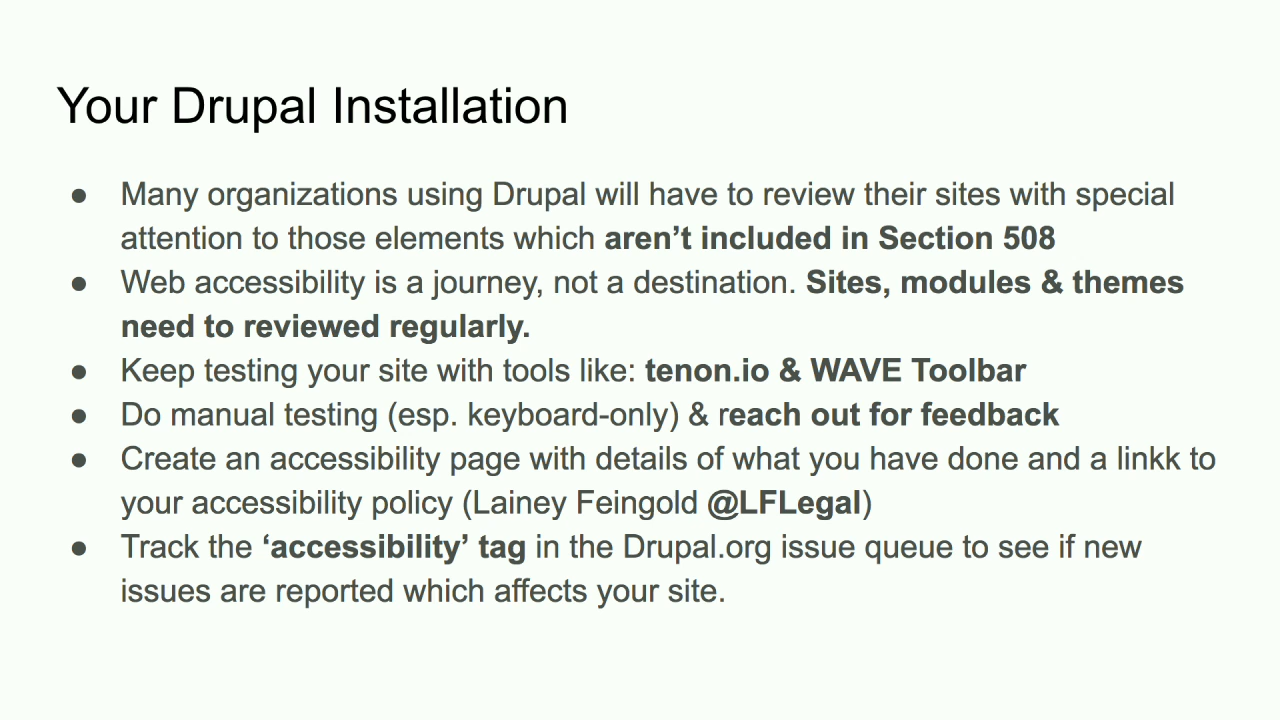 Your Drupal Installation
● Many organizations using Drupal will have to review their sites with special
attention to those elements which aren’t included in Section 508
● Web accessibility is a journey, not a destination. Sites, modules & themes
need to reviewed regularly.
● Keep testing your site with tools like: tenon.io & WAVE Toolbar
● Do manual testing (esp. keyboard-only) & reach out for feedback
● Create an accessibility page with details of what you have done and a linkk to
your accessibility policy (Lainey Feingold @LFLegal)
● Track the ‘accessibility’ tag in the Drupal.org issue queue to see if new
issues are reported which affects your site.